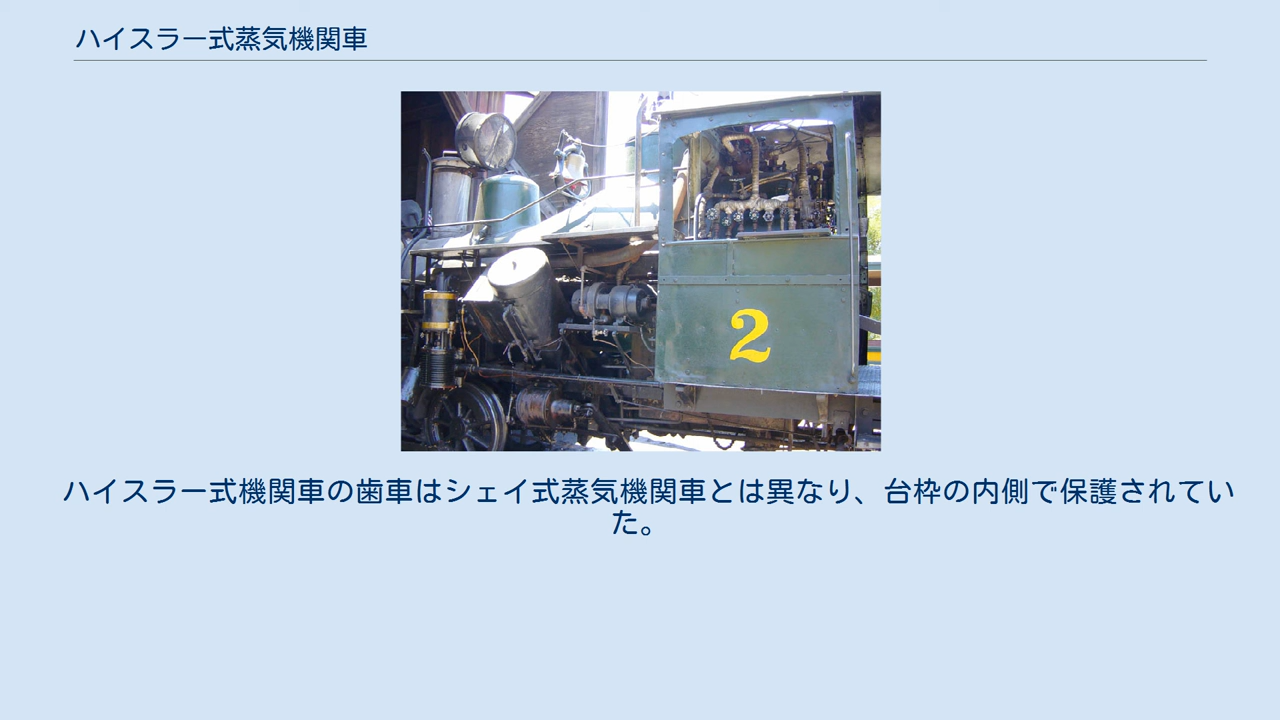 ハイスラー式蒸気機関車
2
ハイスラー式機関車の歯車はシェイ式蒸気機関車とは異なり、台枠の内側で保護されてい
た。